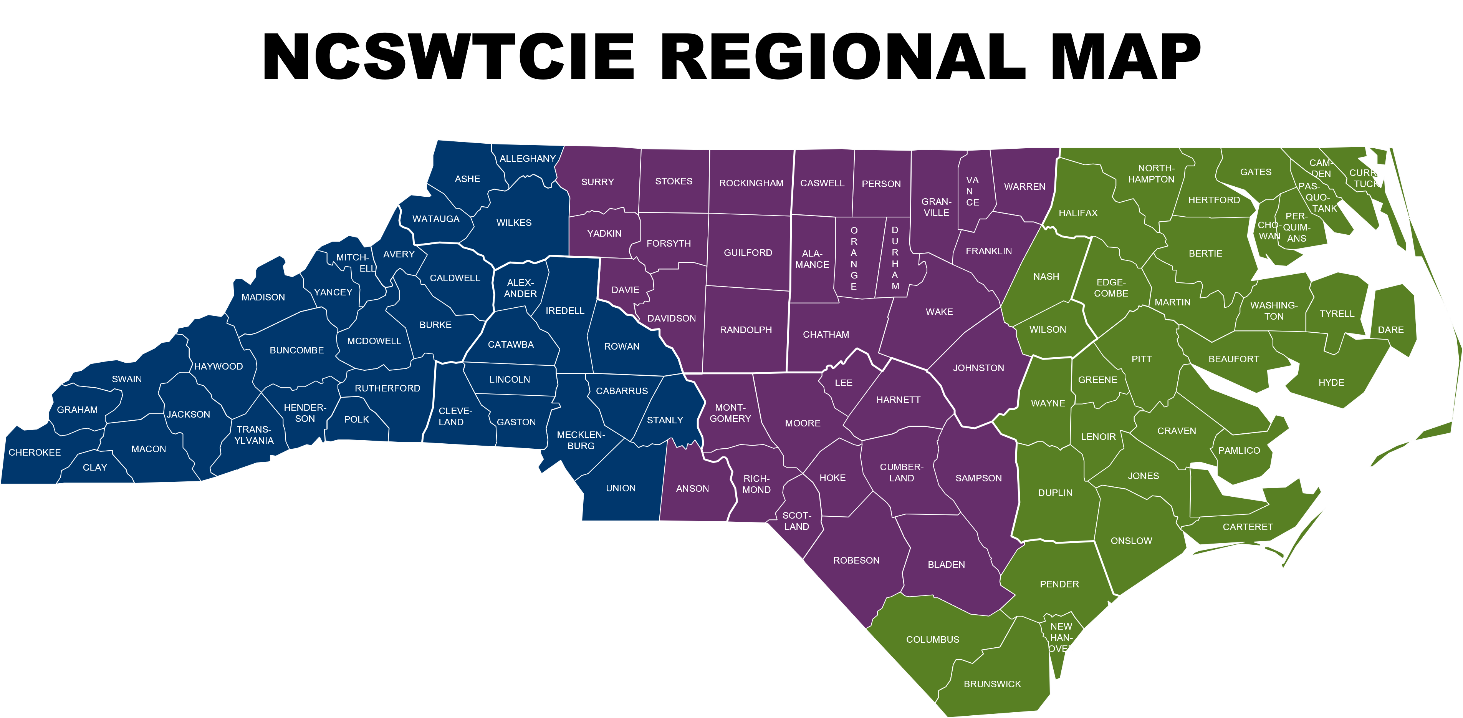 NCSWTCIE REGIONAL MAP
ALLEGHANY
ASHE
SURRY
STOKES
ROCKINGHAM
CASWELL
PERSON
VA
N
CE
WARREN
GRAN-
VILLE
NORTH-
HAMPTON
GATES
CAM-
DEN
CURR
TUCK
PAS-
QUO-
TANK
HERTFORD
HALIFAX
CHO-
WAN
PER-
QUIM-
ANS
WATAUGA
WILKES
YADKIN
FORSYTH
GUILFORD
ALA-
MANCE
O
R
A
N
G
E
D
U
R
H
A
M
FRANKLIN
BERTIE
MITCH-
ELL
AVERY
CALDWELL
ALEX-
ANDER
DAVIE
NASH
EDGE-
COMBE
MARTIN
MADISON
YANCEY
IREDELL
DAVIDSON
RANDOLPH
CHATHAM
WAKE
WILSON
WASHING-
TON
TYRELL
DARE
BURKE
MCDOWELL
BUNCOMBE
CATAWBA
ROWAN
PITT
BEAUFORT
HAYWOOD
SWAIN
JOHNSTON
GREENE
HYDE
RUTHERFORD
LINCOLN
CABARRUS
LEE
HARNETT
WAYNE
GRAHAM
JACKSON
HENDER-
SON
POLK
CLEVE-
LAND
GASTON
STANLY
MONT-
GOMERY
MOORE
LENOIR
CRAVEN
TRANS-
YLVANIA
MECKLEN-
BURG
PAMLICO
CHEROKEE
CLAY
MACON
UNION
ANSON
RICH-
MOND
HOKE
CUMBER-
LAND
SAMPSON
DUPLIN
JONES
SCOT-
LAND
CARTERET
ONSLOW
ROBESON
BLADEN
PENDER
COLUMBUS
NEW
HAN-
OVE
BRUNSWICK